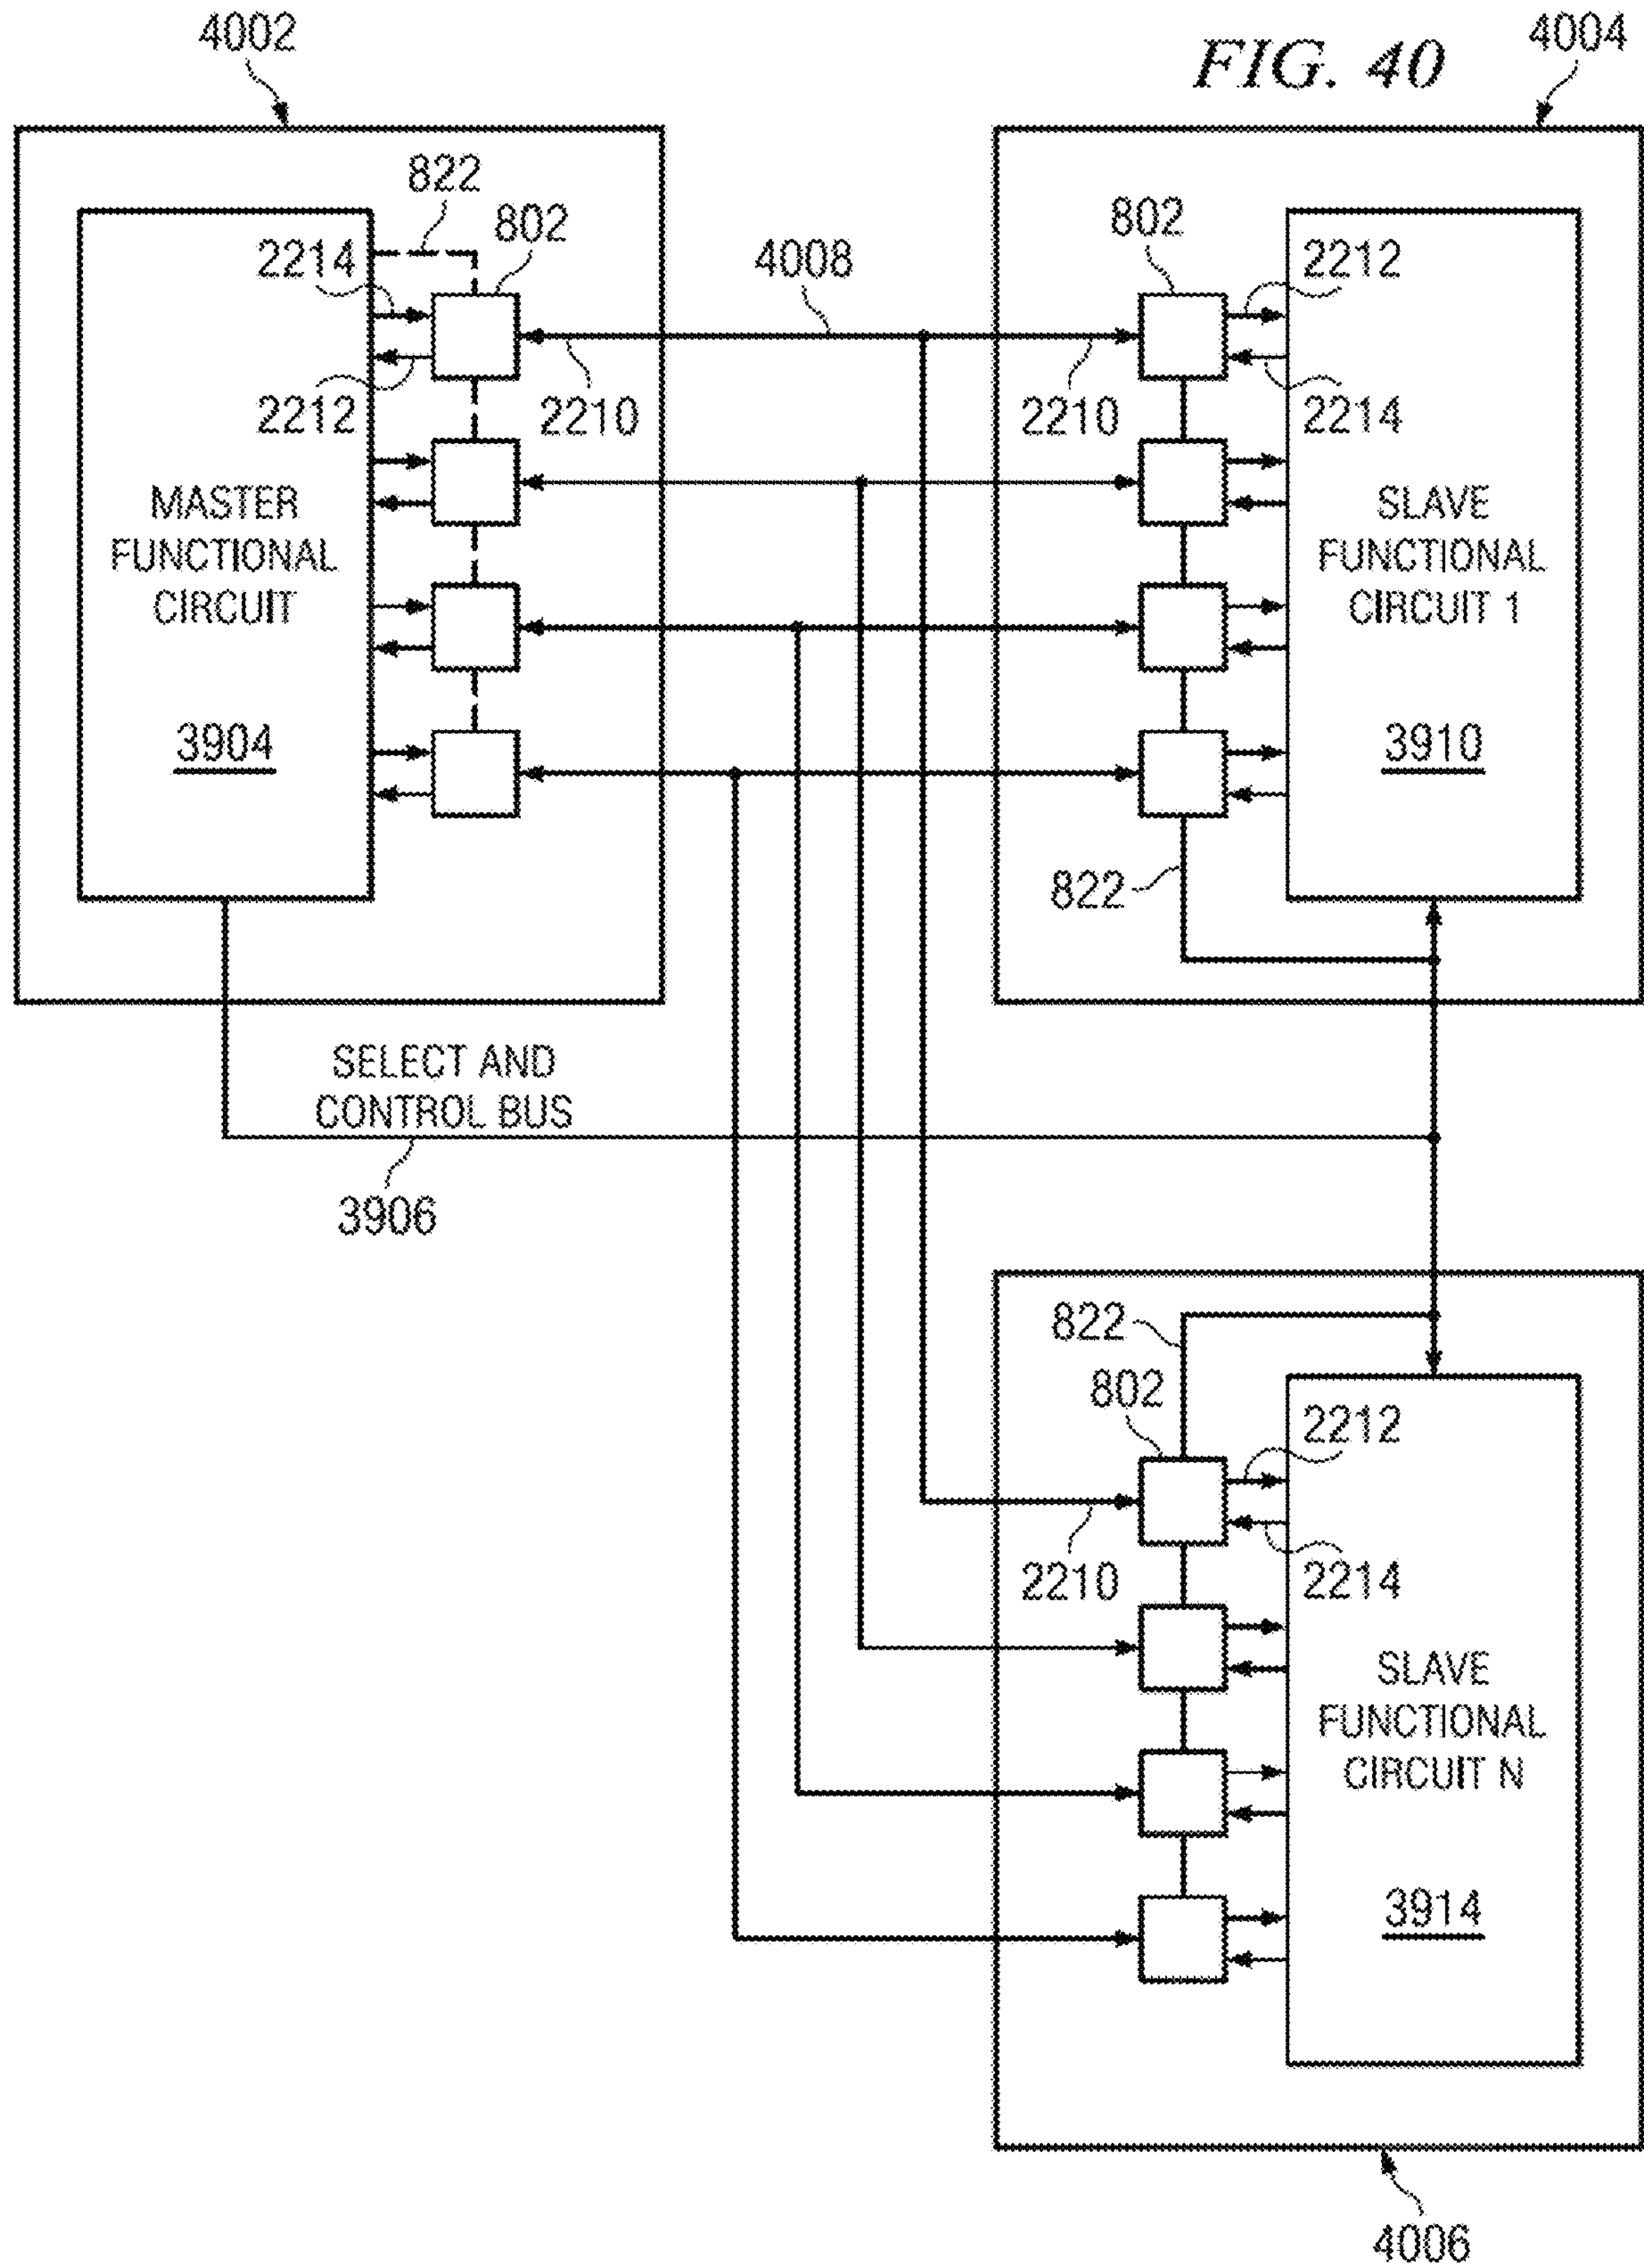 4002
FIG. 40
4004
822
802
2214
4008
2210
2212
MASTER
FUNCTIONAL
CIRCUIT
3904
802
2212
2210
2214
SLAVE
FUNCTIONAL
CIRCUIT 1
3910
822
SELECT AND
CONTROL BUS
3906
822
802
2212
2210
2214
SLAVE
FUNCTIONAL
CIRCUIT N
3914
4006